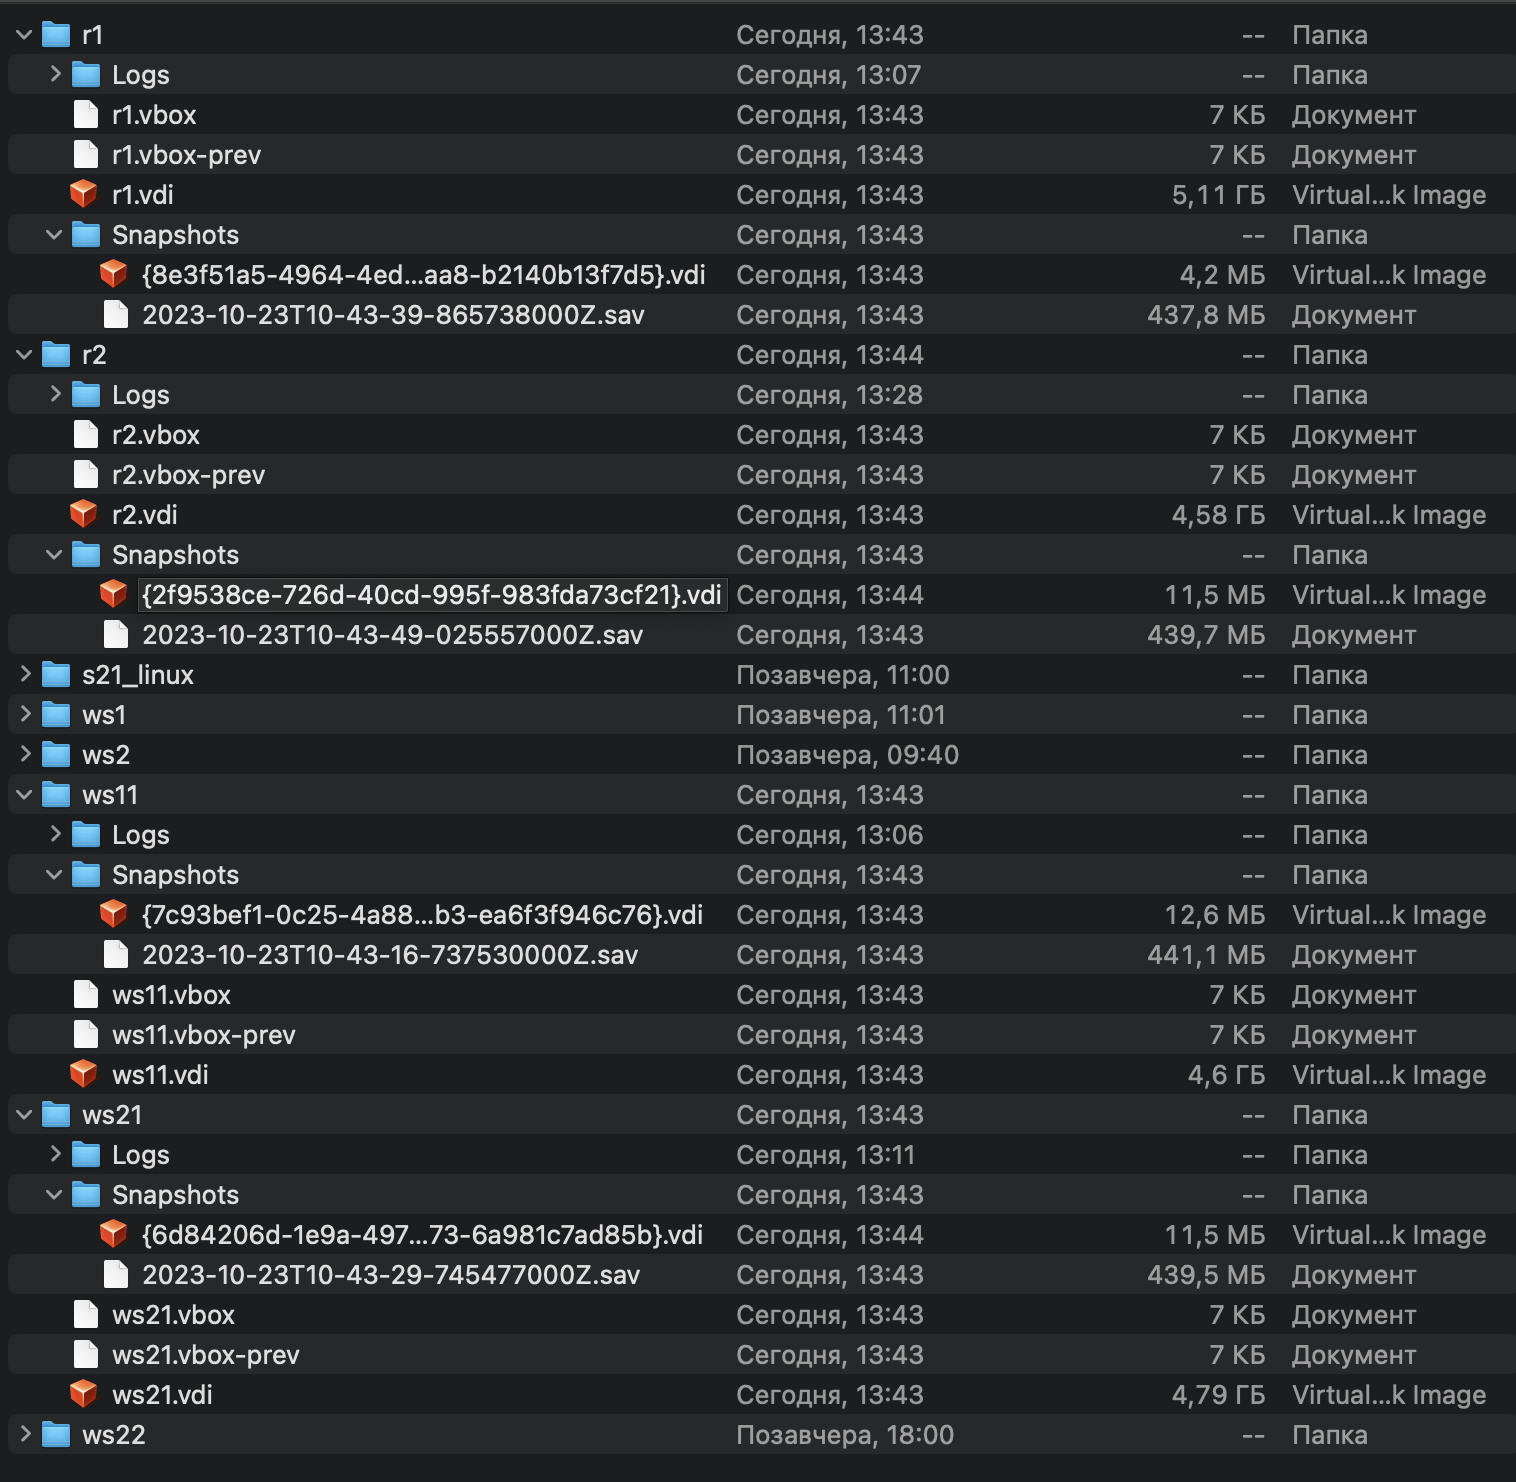 r1 Сегодня, 13:43 -- Папка
Logs Сегодня, 13:07 -- Папка
r1.vbox Сегодня, 13:43 7 КБ Документ
r1.vbox-prev Сегодня, 13:43 7 КБ Документ
r1.vdi Сегодня, 13:43 5,11 ГБ Virtual...k Image
Snapshots Сегодня, 13:43 -- Папка
{8e3f51a5-4964-4ed...aa8-b2140b13f7d5}.vdi Сегодня, 13:43 4,2 МБ Virtual...k Image
2023-10-23T10-43-39-865738000Z.sav Сегодня, 13:43 437,8 МБ Документ
r2 Сегодня, 13:44 -- Папка
Logs Сегодня, 13:28 -- Папка
r2.vbox Сегодня, 13:43 7 КБ Документ
r2.vbox-prev Сегодня, 13:43 7 КБ Документ
r2.vdi Сегодня, 13:43 4,58 ГБ Virtual...k Image
Snapshots Сегодня, 13:43 -- Папка
{2f9538ce-726d-40cd-995f-983fda73cf21}.vdi Сегодня, 13:44 11,5 МБ Virtual...k Image
2023-10-23T10-43-49-025557000Z.sav Сегодня, 13:43 439,7 МБ Документ
s21_linux Позавчера, 11:00 -- Папка
ws1 Позавчера, 11:01 -- Папка
ws2 Позавчера, 09:40 -- Папка
ws11 Сегодня, 13:43 -- Папка
Logs Сегодня, 13:06 -- Папка
Snapshots Сегодня, 13:43 -- Папка
{7c93bef1-0c25-4a88...b3-ea6f3f946c76}.vdi Сегодня, 13:43 12,6 МБ Virtual...k Image
2023-10-23T10-43-16-737530000Z.sav Сегодня, 13:43 441,1 МБ Документ
ws11.vbox Сегодня, 13:43 7 КБ Документ
ws11.vbox-prev Сегодня, 13:43 7 КБ Документ
ws11.vdi Сегодня, 13:43 4,6 ГБ Virtual...k Image
ws21 Сегодня, 13:43 -- Папка
Logs Сегодня, 13:11 -- Папка
Snapshots Сегодня, 13:43 -- Папка
{6d84206d-1e9a-497...73-6a981c7ad85b}.vdi Сегодня, 13:44 11,5 МБ Virtual...k Image
2023-10-23T10-43-29-745477000Z.sav Сегодня, 13:43 439,5 МБ Документ
ws21.vbox Сегодня, 13:43 7 КБ Документ
ws21.vbox-prev Сегодня, 13:43 7 КБ Документ
ws21.vdi Сегодня, 13:43 4,79 ГБ Virtual...k Image
ws22 Позавчера, 18:00 -- Папка